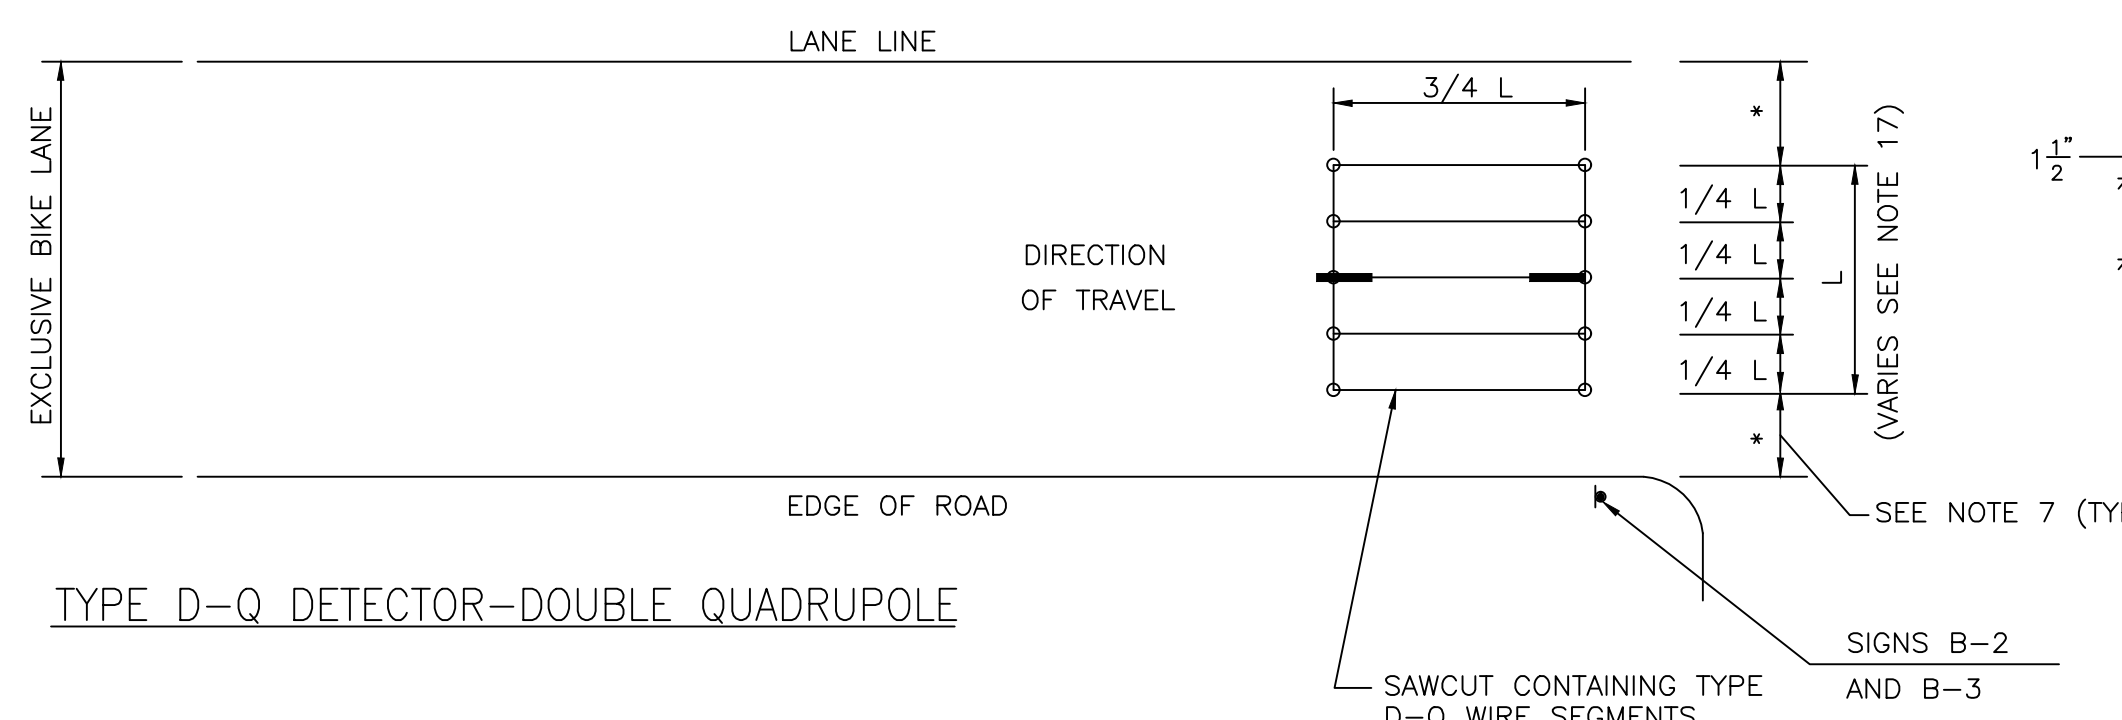 LANE LINE
EXCLUSIVE BIKE LANE
3/4 L
*
1/4 L
1/4 L
1/4 L
1/4 L
*
L
(VARIES SEE NOTE 17)
1 1/2"
DIRECTION
OF TRAVEL
EDGE OF ROAD
SEE NOTE 7
TYPE D-Q DETECTOR-DOUBLE QUADRUPOLE
SIGNS B-2
AND B-3
SAWCUT CONTAINING TYPE
D-Q WIRE SEGMENTS